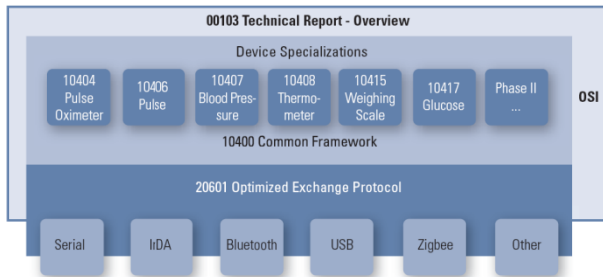 00103 Technical Report - Overview
Device Specializations
10404
Pulse
Oximeter
10406
Pulse
10407
Blood Pres-
sure
10408
Thermo-
meter
10415
Weighing
Scale
10417
Glucose
Phase II
...
OSI
10400 Common Framework
20601 Optimized Exchange Protocol
Serial
IrDA
Bluetooth
USB
Zigbee
Other